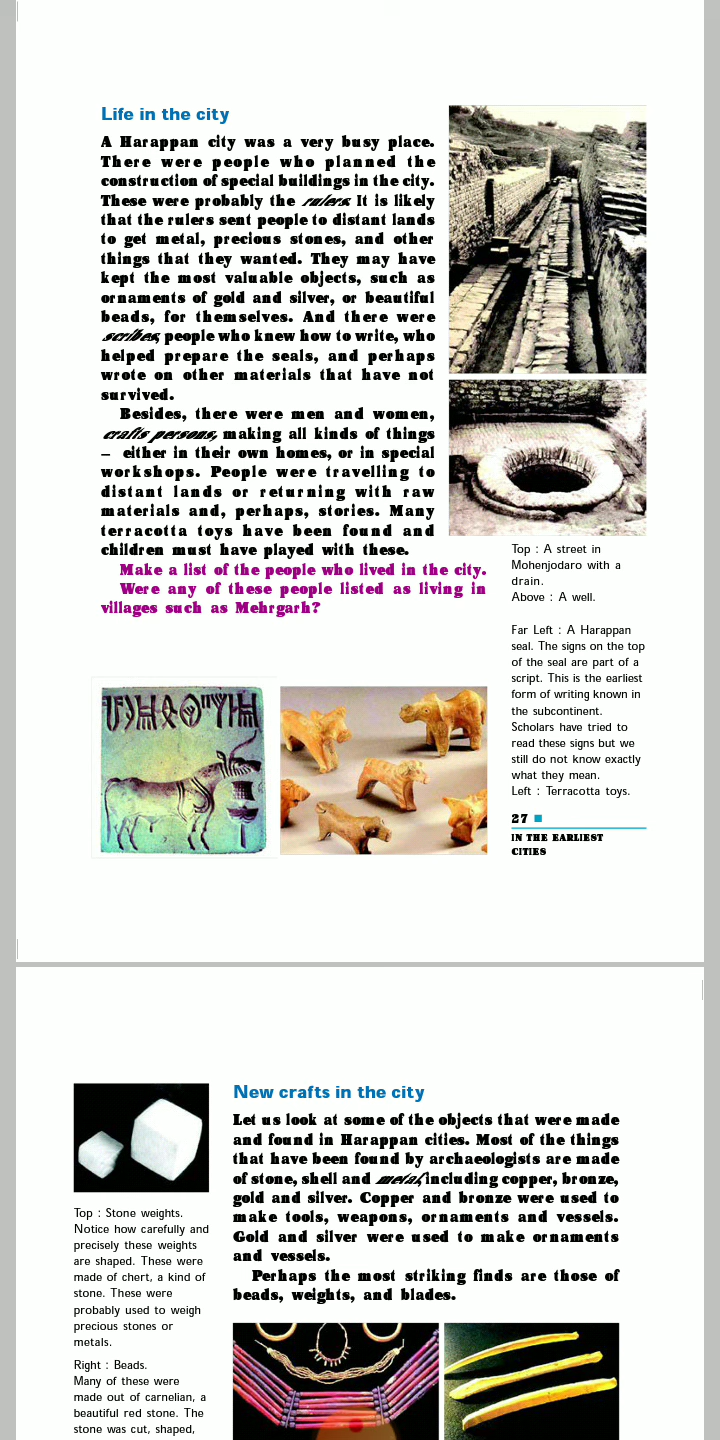 Life in the city
A Harappan city was a very busy place.
There were people who planned the
construction of special buildings in the city.
These were probably the rulers. It is likely
that the rulers sent people to distant lands
to get metal, precious stones, and other
things that they wanted. They may have
kept the most valuable objects, such as
ornaments of gold and silver, or beautiful
beads, for themselves. And there were
scribes, people who knew how to write, who
helped prepare the seals, and perhaps
wrote on other materials that have not
survived.
Besides, there were men and women,
crafts persons, making all kinds of things
– either in their own homes, or in special
workshops. People were travelling to
distant lands or returning with raw
materials and, perhaps, stories. Many
terracotta toys have been found and
children must have played with these.
Make a list of the people who lived in the city.
Were any of these people listed as living in
villages such as Mehrgarh?
Top : A street in
Mohenjodaro with a
drain.
Above : A well.
Far Left : A Harappan
seal. The signs on the top
of the seal are part of a
script. This is the earliest
form of writing known in
the subcontinent.
Scholars have tried to
read these signs but we
still do not know exactly
what they mean.
Left : Terracotta toys.
27
IN THE EARLIEST
CITIES
Top : Stone weights.
Notice how carefully and
precisely these weights
are shaped. These were
made of chert, a kind of
stone. These were
probably used to weigh
precious stones or
metals.
Right : Beads.
Many of these were
made out of carnelian, a
beautiful red stone. The
stone was cut, shaped,
New crafts in the city
Let us look at some of the objects that were made
and found in Harappan cities. Most of the things
that have been found by archaeologists are made
of stone, shell and metal, including copper, bronze,
gold and silver. Copper and bronze were used to
make tools, weapons, ornaments and vessels.
Gold and silver were used to make ornaments
and vessels.
Perhaps the most striking finds are those of
beads, weights, and blades.